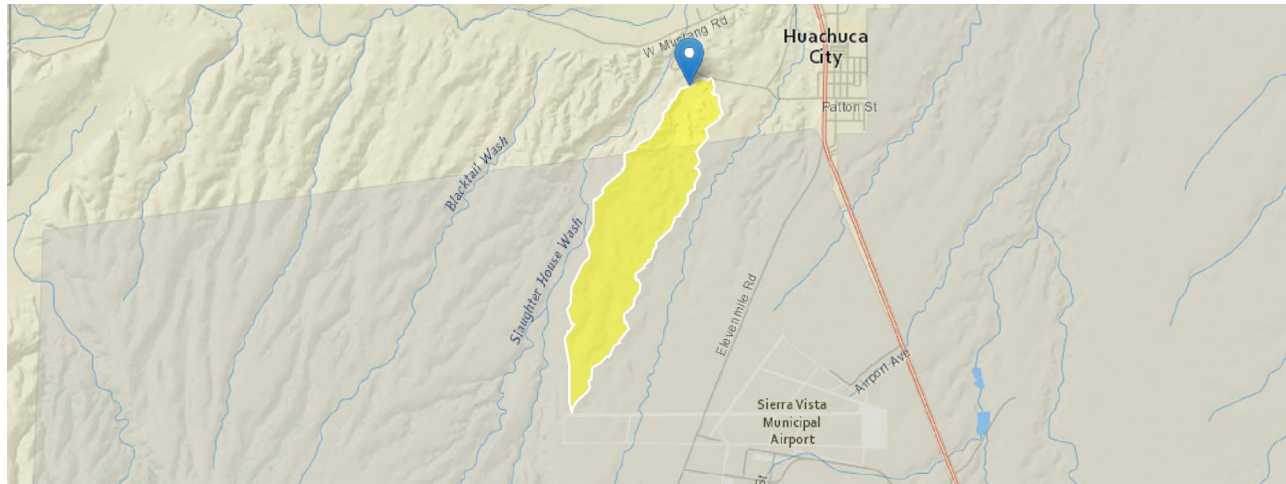 W. Mustang Rd
Huachuca
City
Patton St
Blacktail Wash
Slaughter House Wash
Elevenmile Rd
Airport Ave
Sierra Vista
Municipal
Airport
St